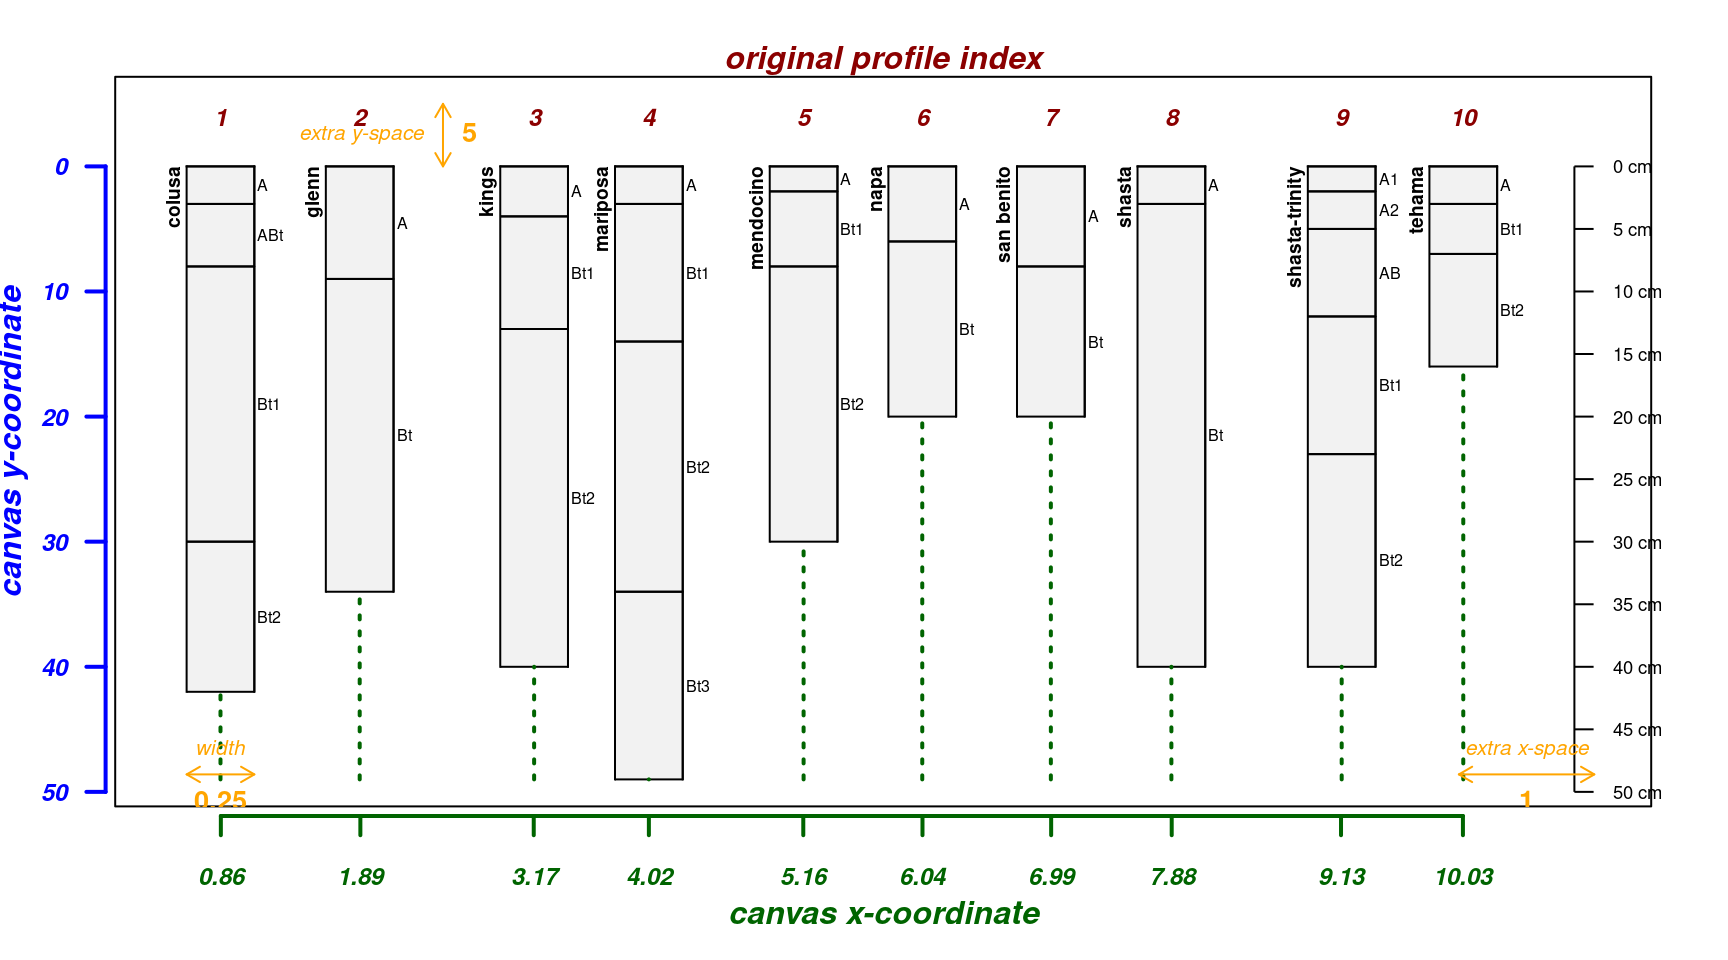 original profile index
1 2 3 4 5 6 7 8 9 10
extra y-space 5
canvas y-coordinate
0
10
20
30
40
50
colusa
A
ABt
Bt1
Bt2
glenn
A
Bt
kings
A
Bt1
Bt2
mariposa
A
Bt1
Bt2
Bt3
mendocino
A
Bt1
Bt2
napa
A
Bt
san benito
A
Bt
shasta
A
Bt
shasta-trinity
A1
A2
AB
Bt1
Bt2
tehama
A
Bt1
Bt2
0 cm
5 cm
10 cm
15 cm
20 cm
25 cm
30 cm
35 cm
40 cm
45 cm
50 cm
width
0.25
extra x-space
1
0.86 1.89 3.17 4.02 5.16 6.04 6.99 7.88 9.13 10.03
canvas x-coordinate